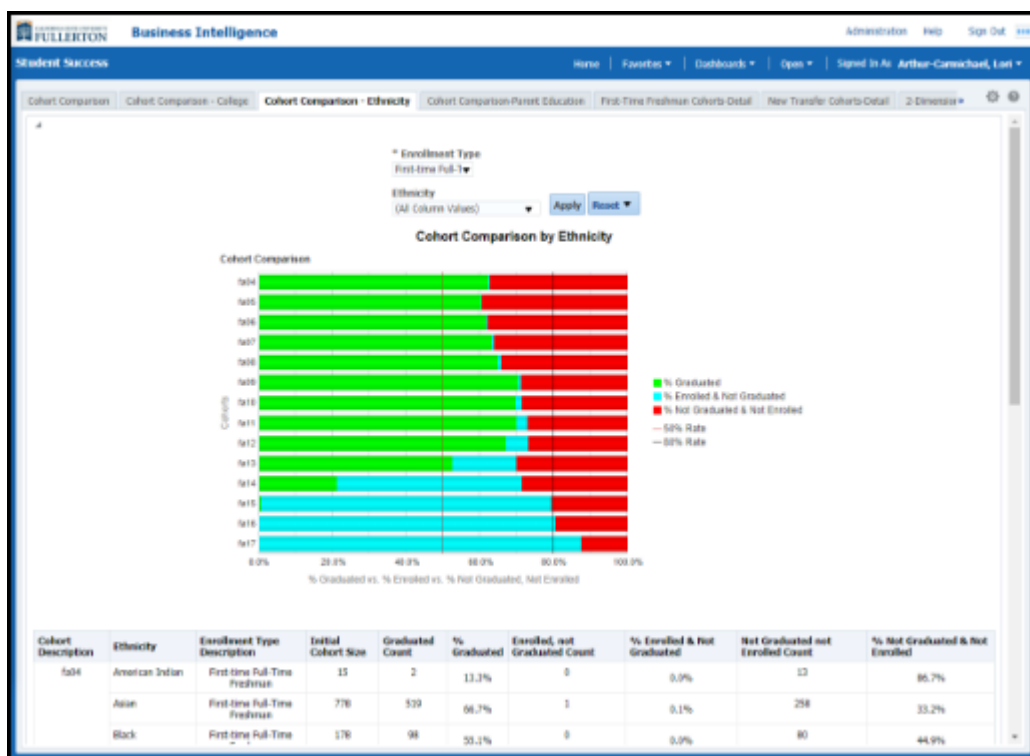 CALIFORNIA STATE UNIVERSITY
FULLERTON
Business Intelligence
Administration Help Sign Out
Student Success
Home Favorites Dashboards Open Signed In As Arthur-Carmichael, Lori
Cohort Comparison Cohort Comparison - College Cohort Comparison - Ethnicity Cohort Comparison-Parent Education First-Time Freshman Cohorts-Detail New Transfer Cohorts-Detail 2-Dimension
* Enrollment Type
First-time Full-T
Ethnicity
(All Column Values) Apply Reset
Cohort Comparison by Ethnicity
Cohort Comparison
fa04
fa05
fa06
fa07
fa08
fa09
fa10
fa11
fa12
fa13
fa14
fa15
fa16
fa17
Cohorts
0.0% 20.0% 40.0% 60.0% 80.0% 100.0%
% Graduated vs. % Enrolled vs. % Not Graduated, Not Enrolled
% Graduated
% Enrolled & Not Graduated
% Not Graduated & Not Enrolled
50% Rate
80% Rate
Cohort Description Ethnicity Enrollment Type Description Initial Cohort Size Graduated Count % Graduated Enrolled, not Graduated Count % Enrolled & Not Graduated Not Graduated not Enrolled Count % Not Graduated & Not Enrolled
fa04 American Indian First-time Full-Time Freshman 15 2 13.3% 0 0.0% 13 86.7%
Asian First-time Full-Time Freshman 778 519 66.7% 1 0.1% 258 33.2%
Black First-time Full-Time 178 98 55.1% 0 0.0% 80 44.9%